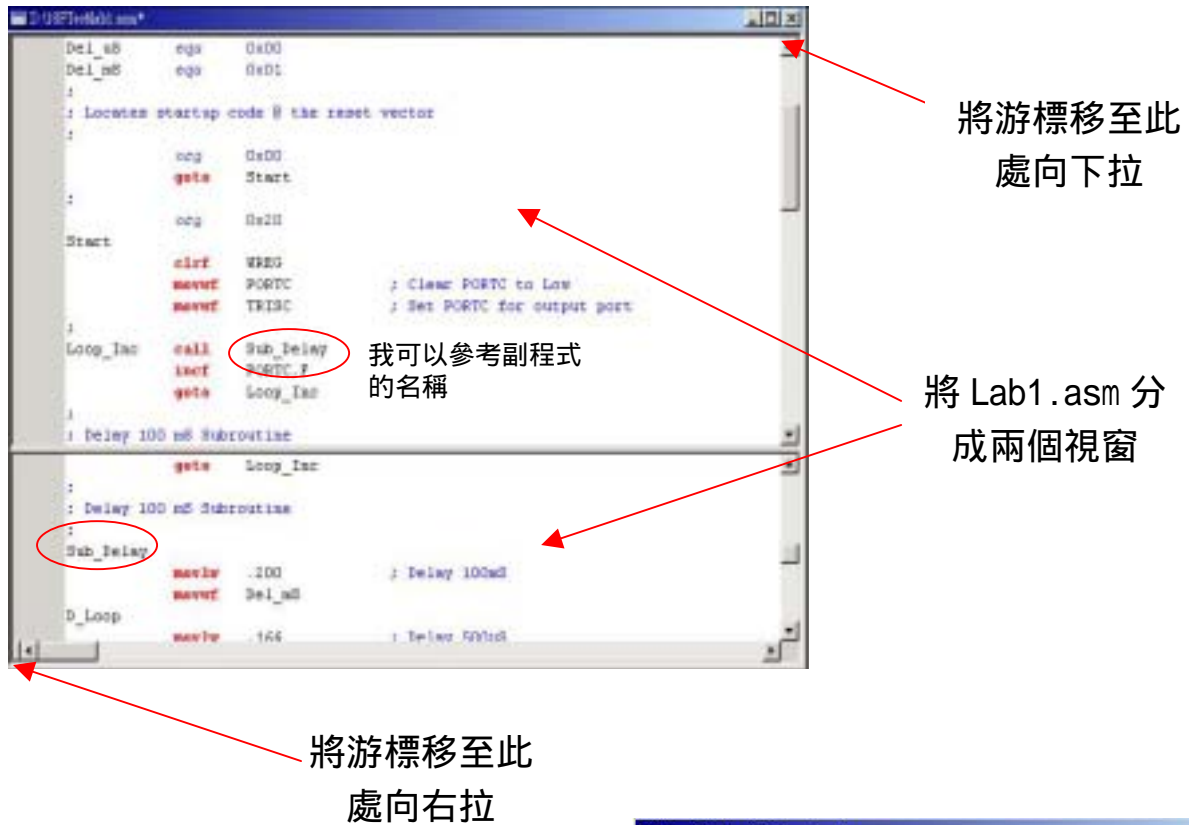 Del_uS equ 0x00
Del_mS equ 0x01
;
; Locates startup code @ the reset vector
;
org 0x00
goto Start
;
org 0x20
Start
clrf WREG
movwf PORTC ; Clear PORTC to Low
movwf TRISC ; Set PORTC for output port
;
Loop_Inc call Sub_Delay
incf PORTC,F
goto Loop_Inc
;
; Delay 100 mS Subroutine
goto Loop_Inc
;
; Delay 100 mS Subroutine
;
Sub_Delay
movlw .200 ; Delay 100mS
movwf Del_mS
D_Loop
movlw .166 ; Delay 500uS
我可以參考副程式
的名稱
將游標移至此
處向下拉
將 Lab1.asm 分
成兩個視窗
將游標移至此
處向右拉